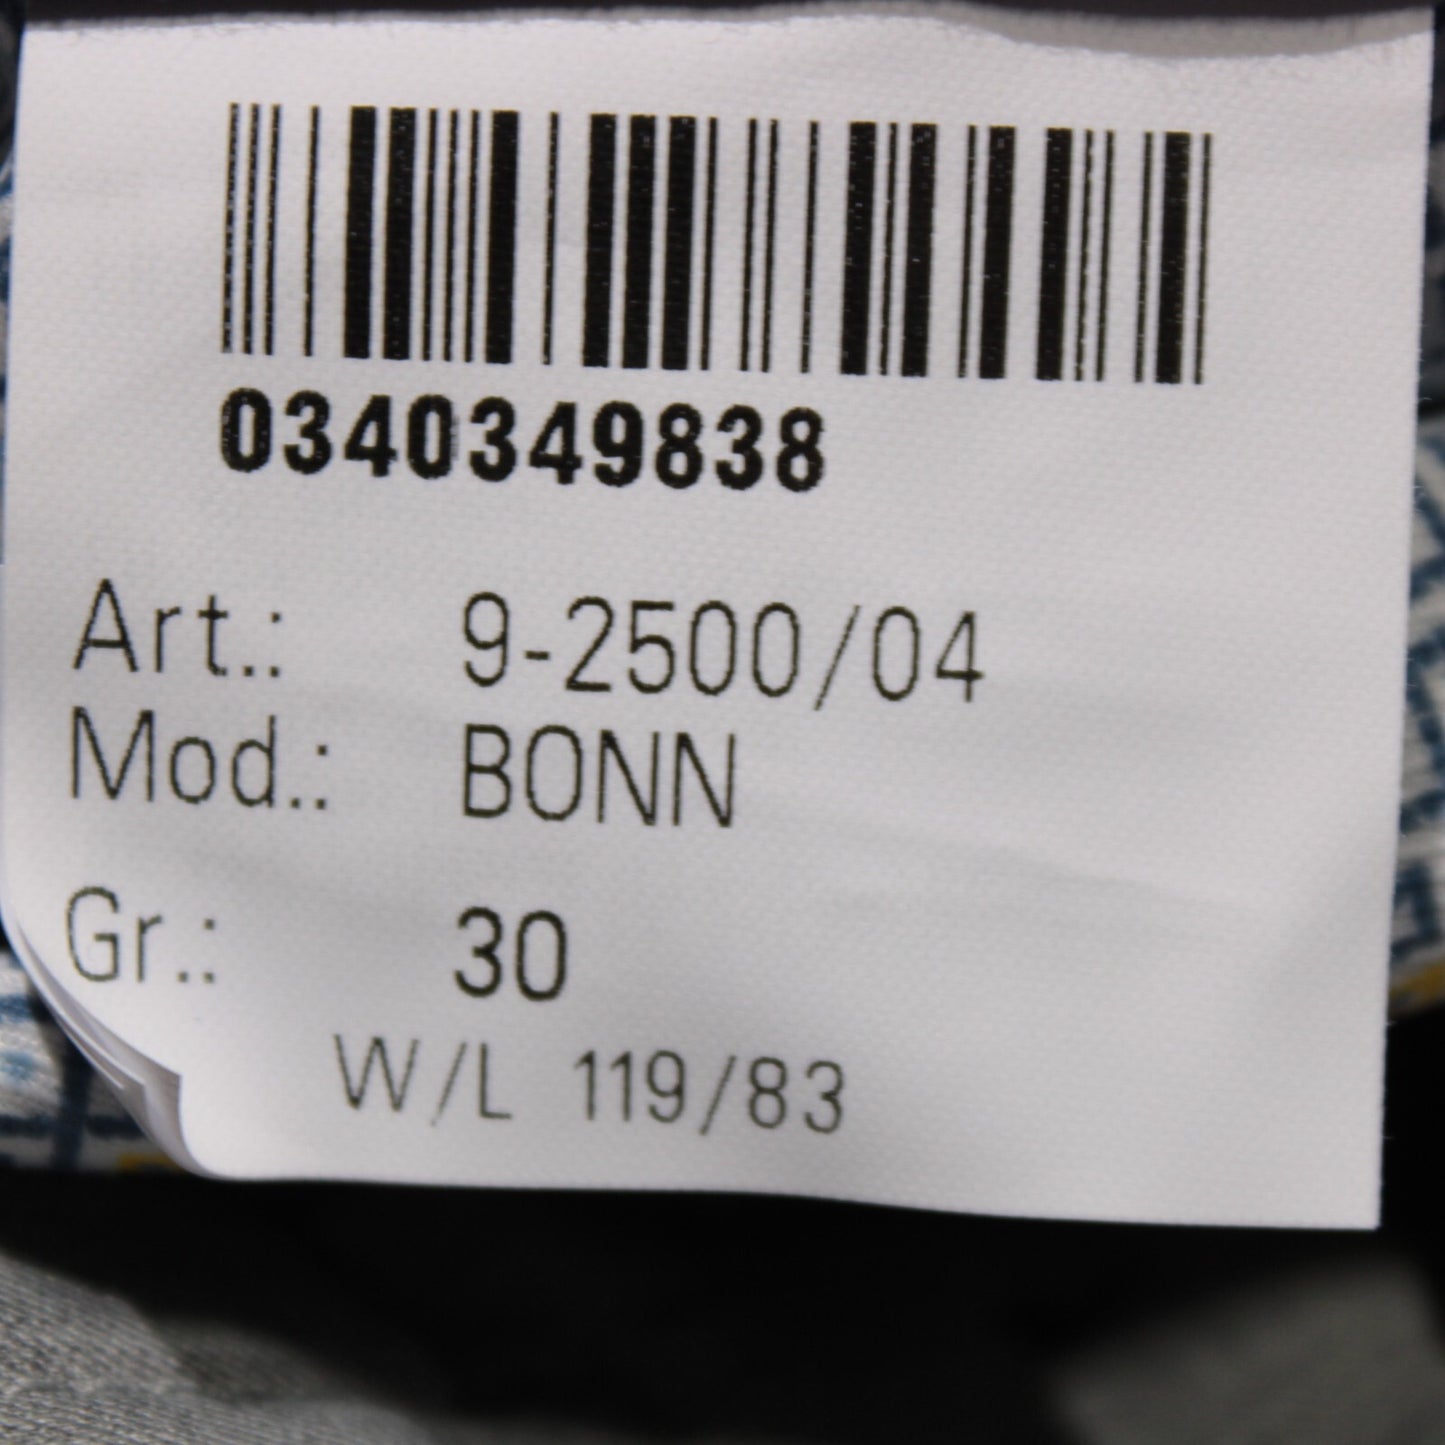 0340349838
Art.: 9-2500/04
Mod.: BONN
Gr.: 30
W/L 119/83